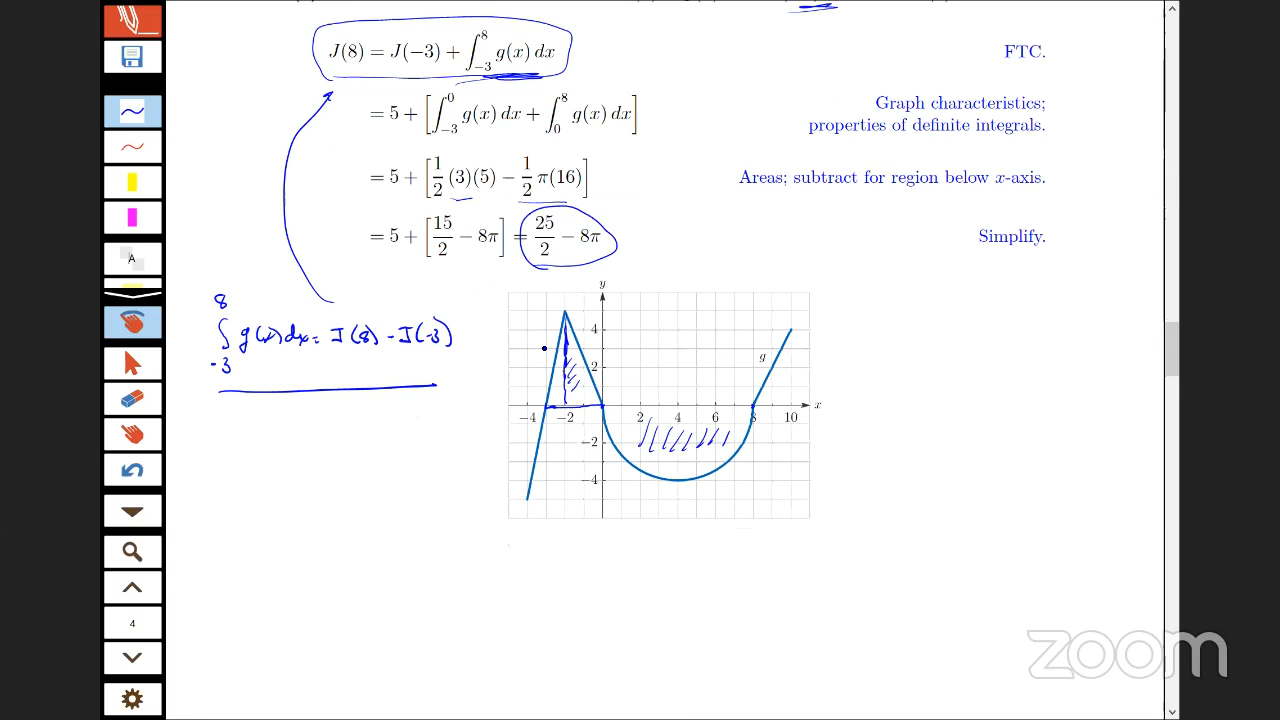 J(8) = J(−3) + ∫_{−3}^{8} g(x) dx FTC.
= 5 + [∫_{−3}^{0} g(x) dx + ∫_{0}^{8} g(x) dx] Graph characteristics;
properties of definite integrals.
= 5 + [1/2 (3)(5) − 1/2 π(16)] Areas; subtract for region below x-axis.
= 5 + [15/2 − 8π] = 25/2 − 8π Simplify.
∫_{-3}^{8} g(x) dx = J(8) - J(-3)
y
4
g
2
−4 −2 2 4 6 8 10 x
−2
−4
A
4
zoom